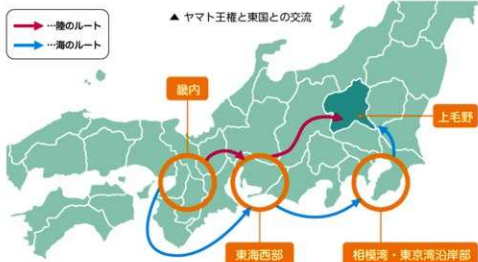 ▲ ヤマト王権と東国との交流
…陸のルート
…海のルート
畿内
上毛野
東海西部
相模湾・東京湾沿岸部